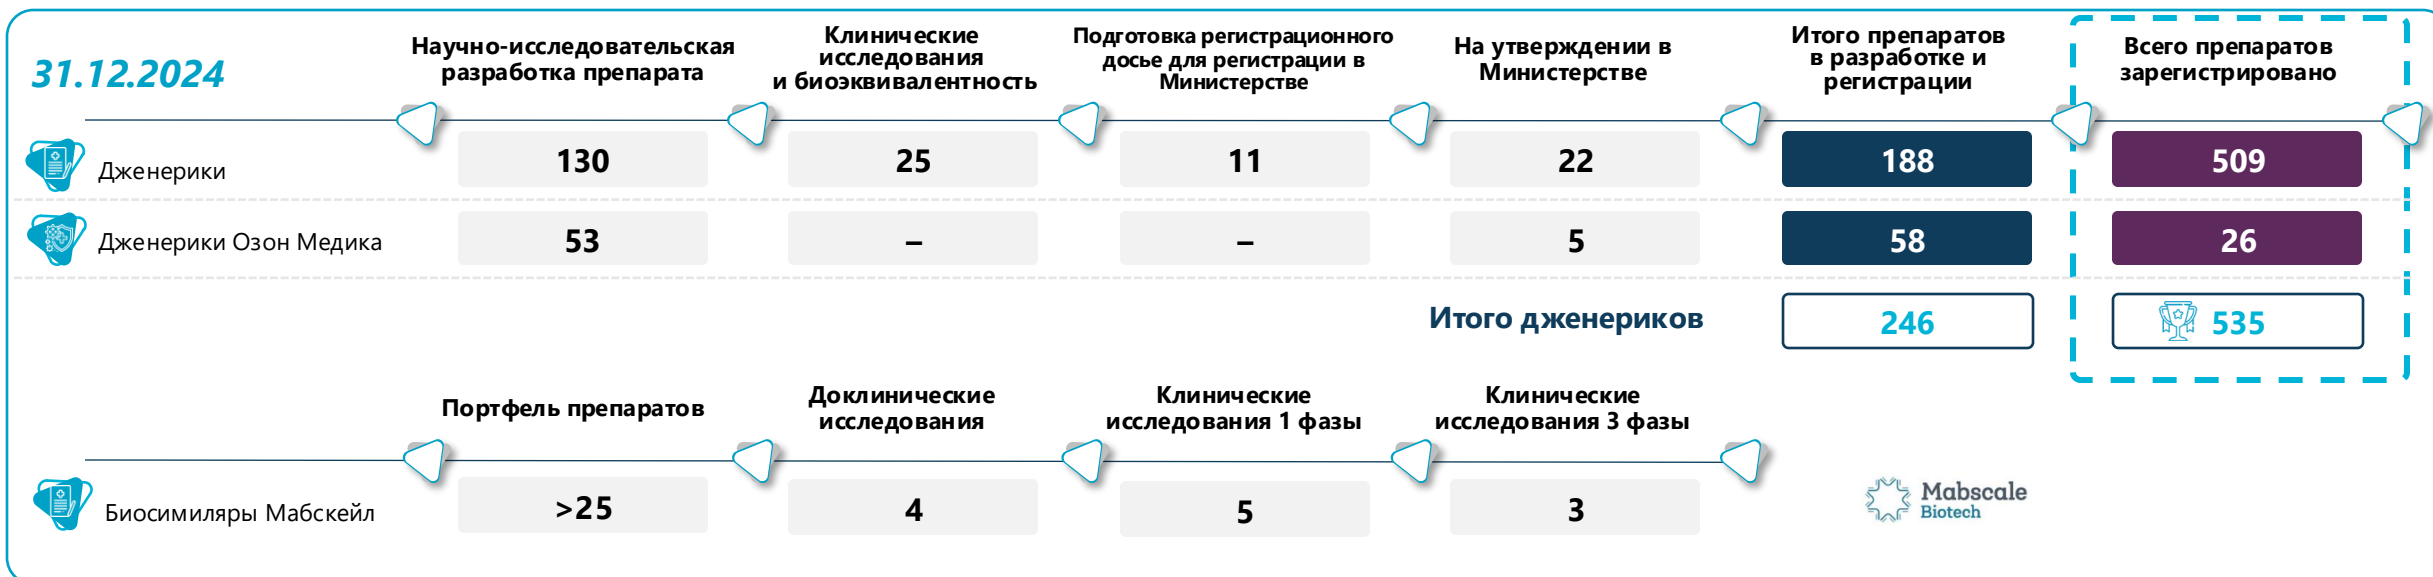 31.12.2024
Научно-исследовательская
разработка препарата
Клинические
исследования
и биоэквивалентность
Подготовка регистрационного
досье для регистрации в
Министерстве
На утверждении в
Министерстве
Итого препаратов
в разработке и
регистрации
Всего препаратов
зарегистрировано
Дженерики
130
25
11
22
188
509
Дженерики Озон Медика
53
–
–
5
58
26
Итого дженериков
246
535
Портфель препаратов
Доклинические
исследования
Клинические
исследования 1 фазы
Клинические
исследования 3 фазы
Биосимиляры Мабскейл
>25
4
5
3
Mabscale
Biotech